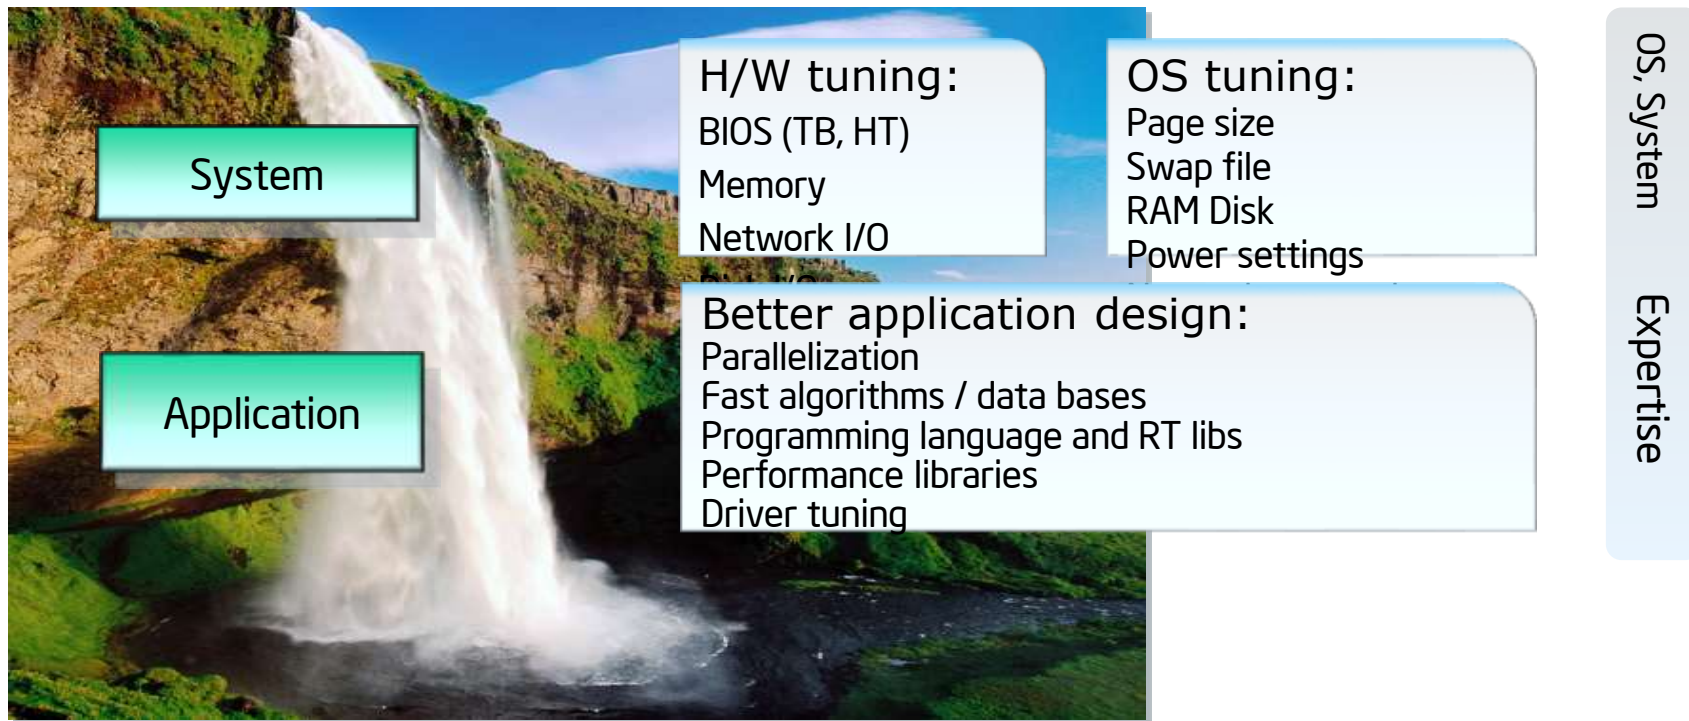 System
H/W tuning:
BIOS (TB, HT)
Memory
Network I/O
OS tuning:
Page size
Swap file
RAM Disk
Power settings
Application
Better application design:
Parallelization
Fast algorithms / data bases
Programming language and RT libs
Performance libraries
Driver tuning
OS, System Expertise